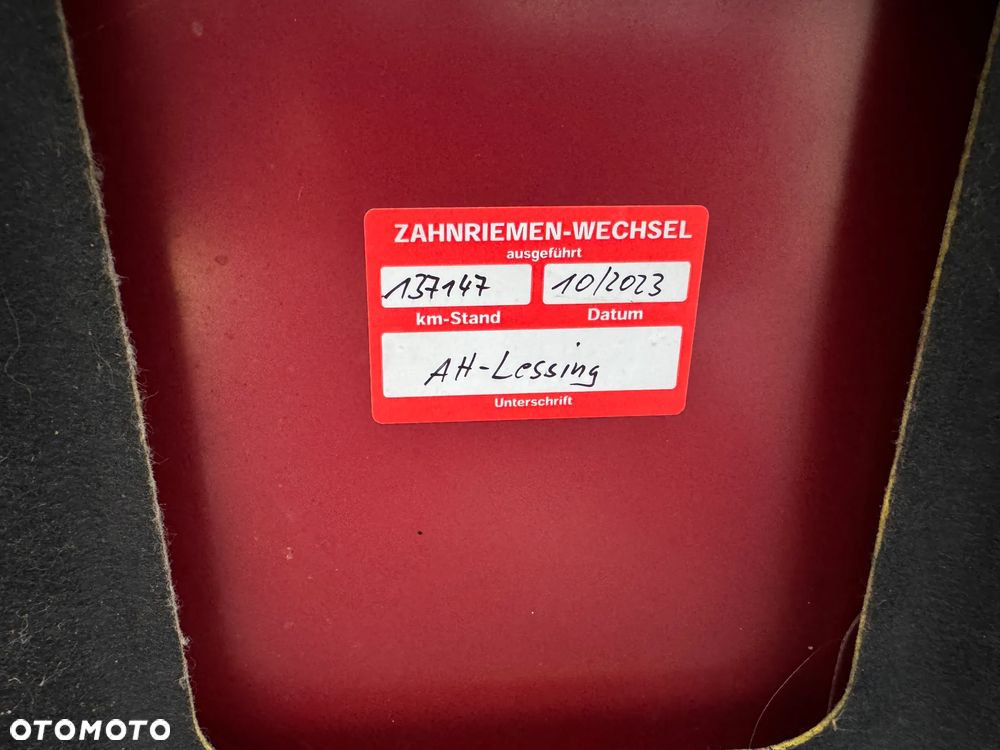 ZAHNRIEMEN-WECHSEL
ausgeführt
137147 10/2023
km-Stand Datum
AH-Lessing
Unterschrift
OTOMOTO